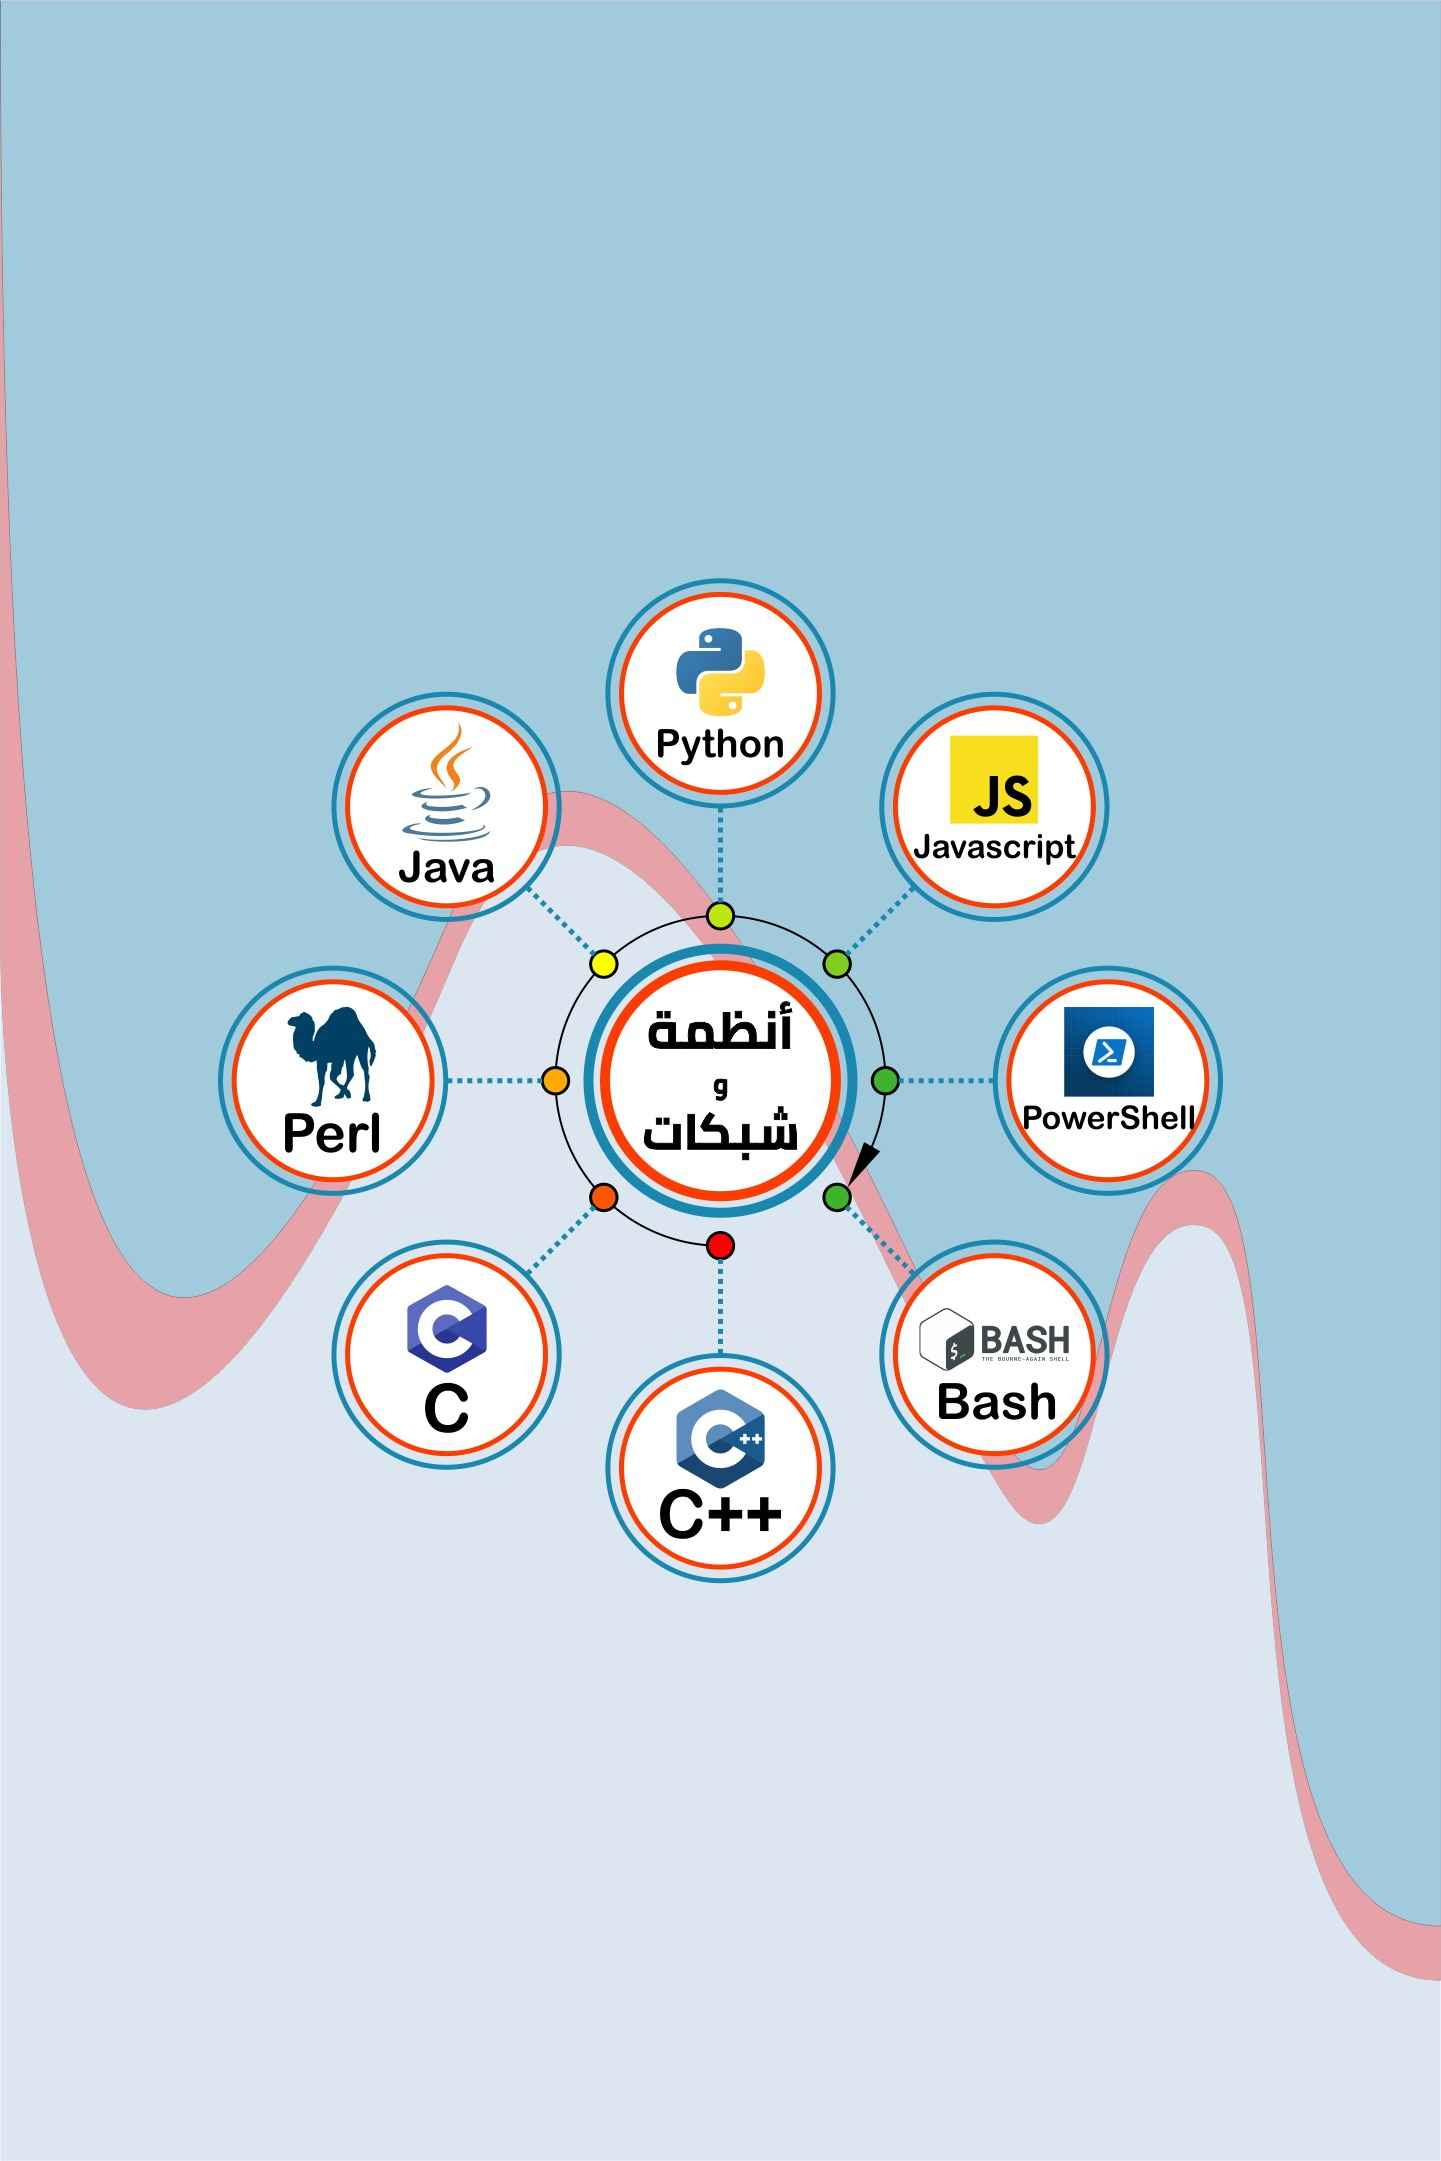 Python
JS
Javascript
Java
أنظمة
و
شبكات
Perl
PowerShell
C
BASH
THE BOURNE-AGAIN SHELL
Bash
C++
C++